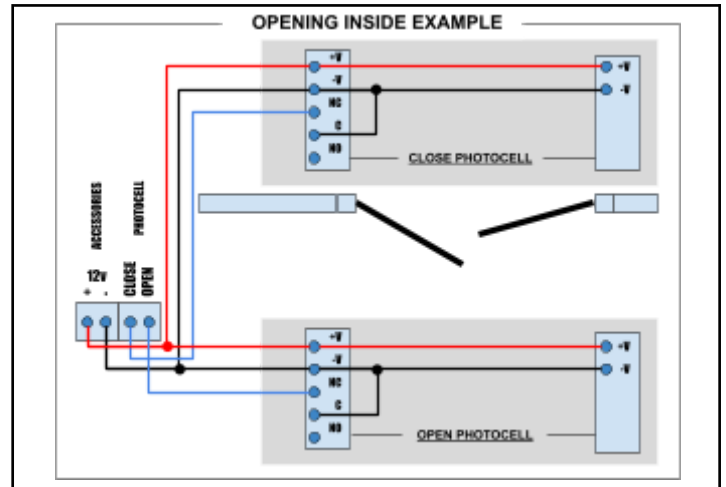 OPENING INSIDE EXAMPLE
+V
-V
NC
C
NO
+V
-V
CLOSE PHOTOCELL
ACCESSORIES
PHOTOCELL
12v
+ -
CLOSE
OPEN
+V
-V
NC
C
NO
+V
-V
OPEN PHOTOCELL